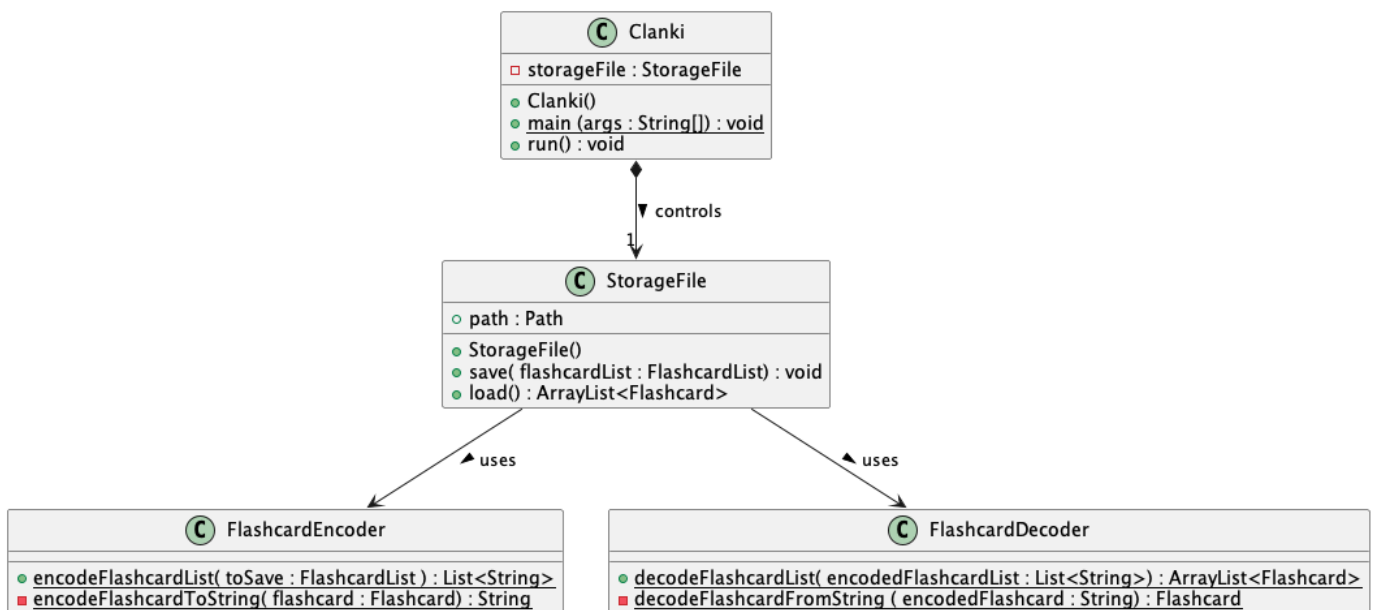 C Clanki
storageFile : StorageFile
Clanki()
main (args : String[]) : void
run() : void
controls
1
C StorageFile
path : Path
StorageFile()
save( flashcardList : FlashcardList) : void
load() : ArrayList<Flashcard>
uses
uses
C FlashcardEncoder
encodeFlashcardList( toSave : FlashcardList ) : List<String>
encodeFlashcardToString( flashcard : Flashcard) : String
C FlashcardDecoder
decodeFlashcardList( encodedFlashcardList : List<String>) : ArrayList<Flashcard>
decodeFlashcardFromString ( encodedFlashcard : String) : Flashcard